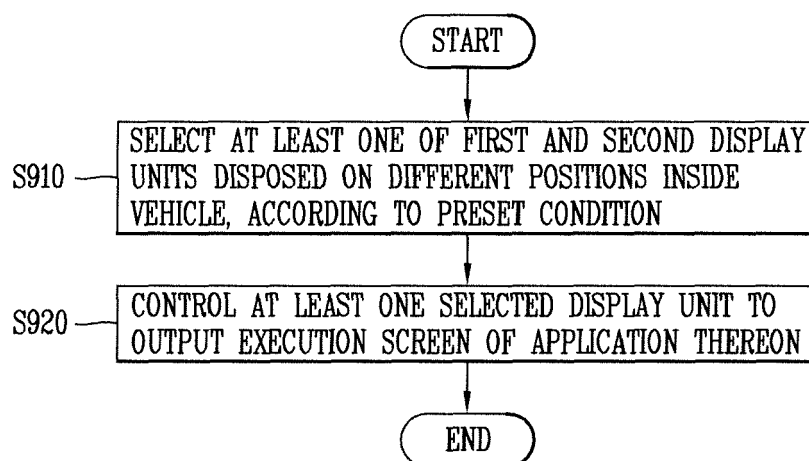 START
SELECT AT LEAST ONE OF FIRST AND SECOND DISPLAY
S910
UNITS DISPOSED ON DIFFERENT POSITIONS INSIDE
VEHICLE, ACCORDING TO PRESET CONDITION
S920
CONTROL AT LEAST ONE SELECTED DISPLAY UNIT TO
OUTPUT EXECUTION SCREEN OF APPLICATION THEREON
END